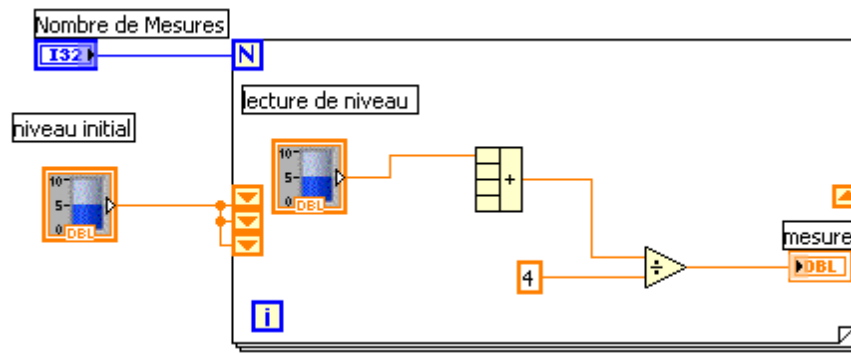 Nombre de Mesures
I32
N
lecture de niveau
niveau initial
10-
5-
0
DBL
10-
5-
0
DBL
+
mesure
4
÷
DBL
i